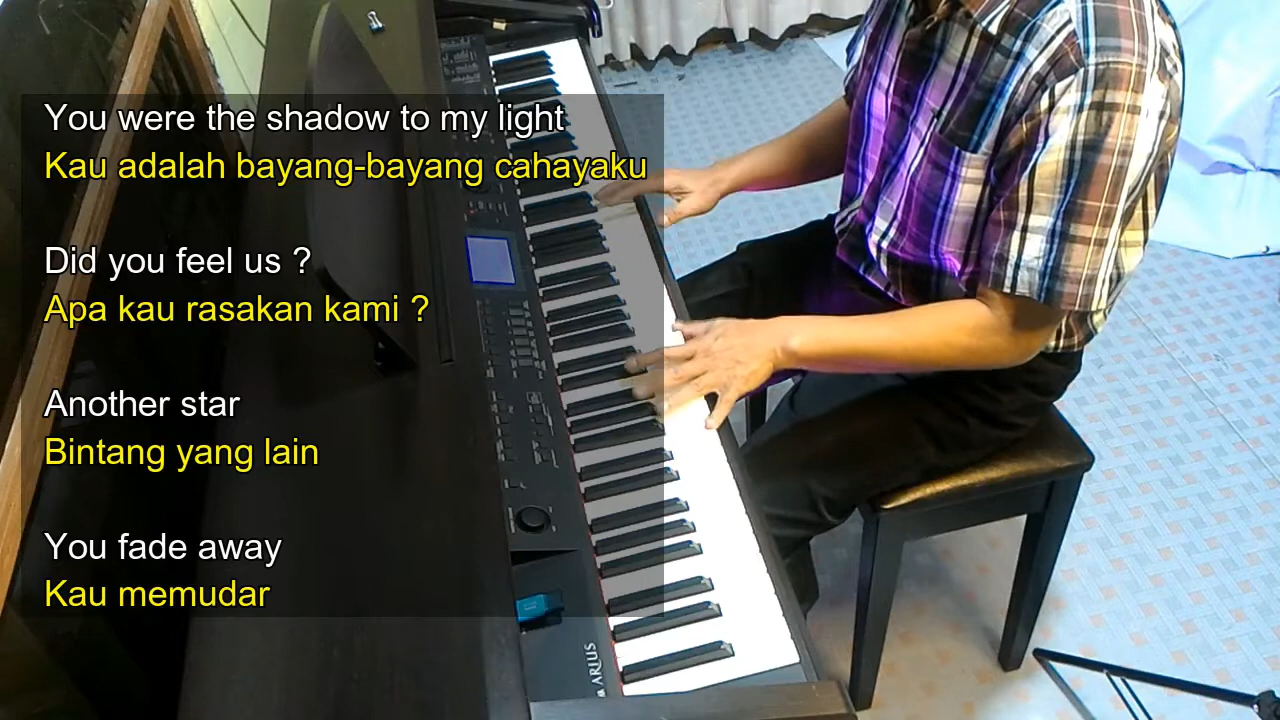 You were the shadow to my light
Kau adalah bayang-bayang cahayaku
Did you feel us ?
Apa kau rasakan kami ?
Another star
Bintang yang lain
You fade away
Kau memudar
ARIUS